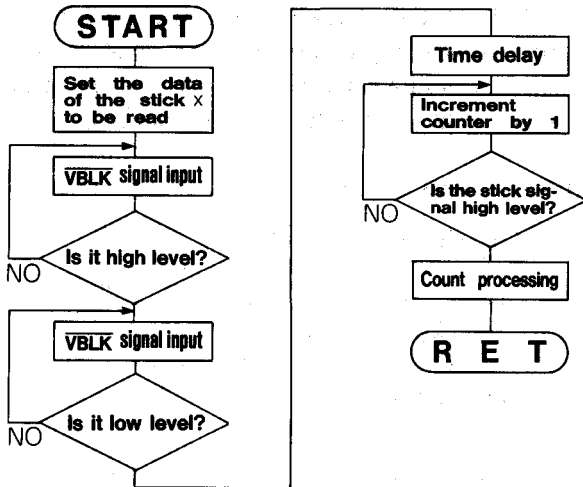 START
Set the data
of the stick X
to be read
VBLK signal input
Is it high level?
NO
VBLK signal input
Is it low level?
NO
Time delay
Increment
counter by 1
Is the stick sig-
nal high level?
NO
Count processing
R E T